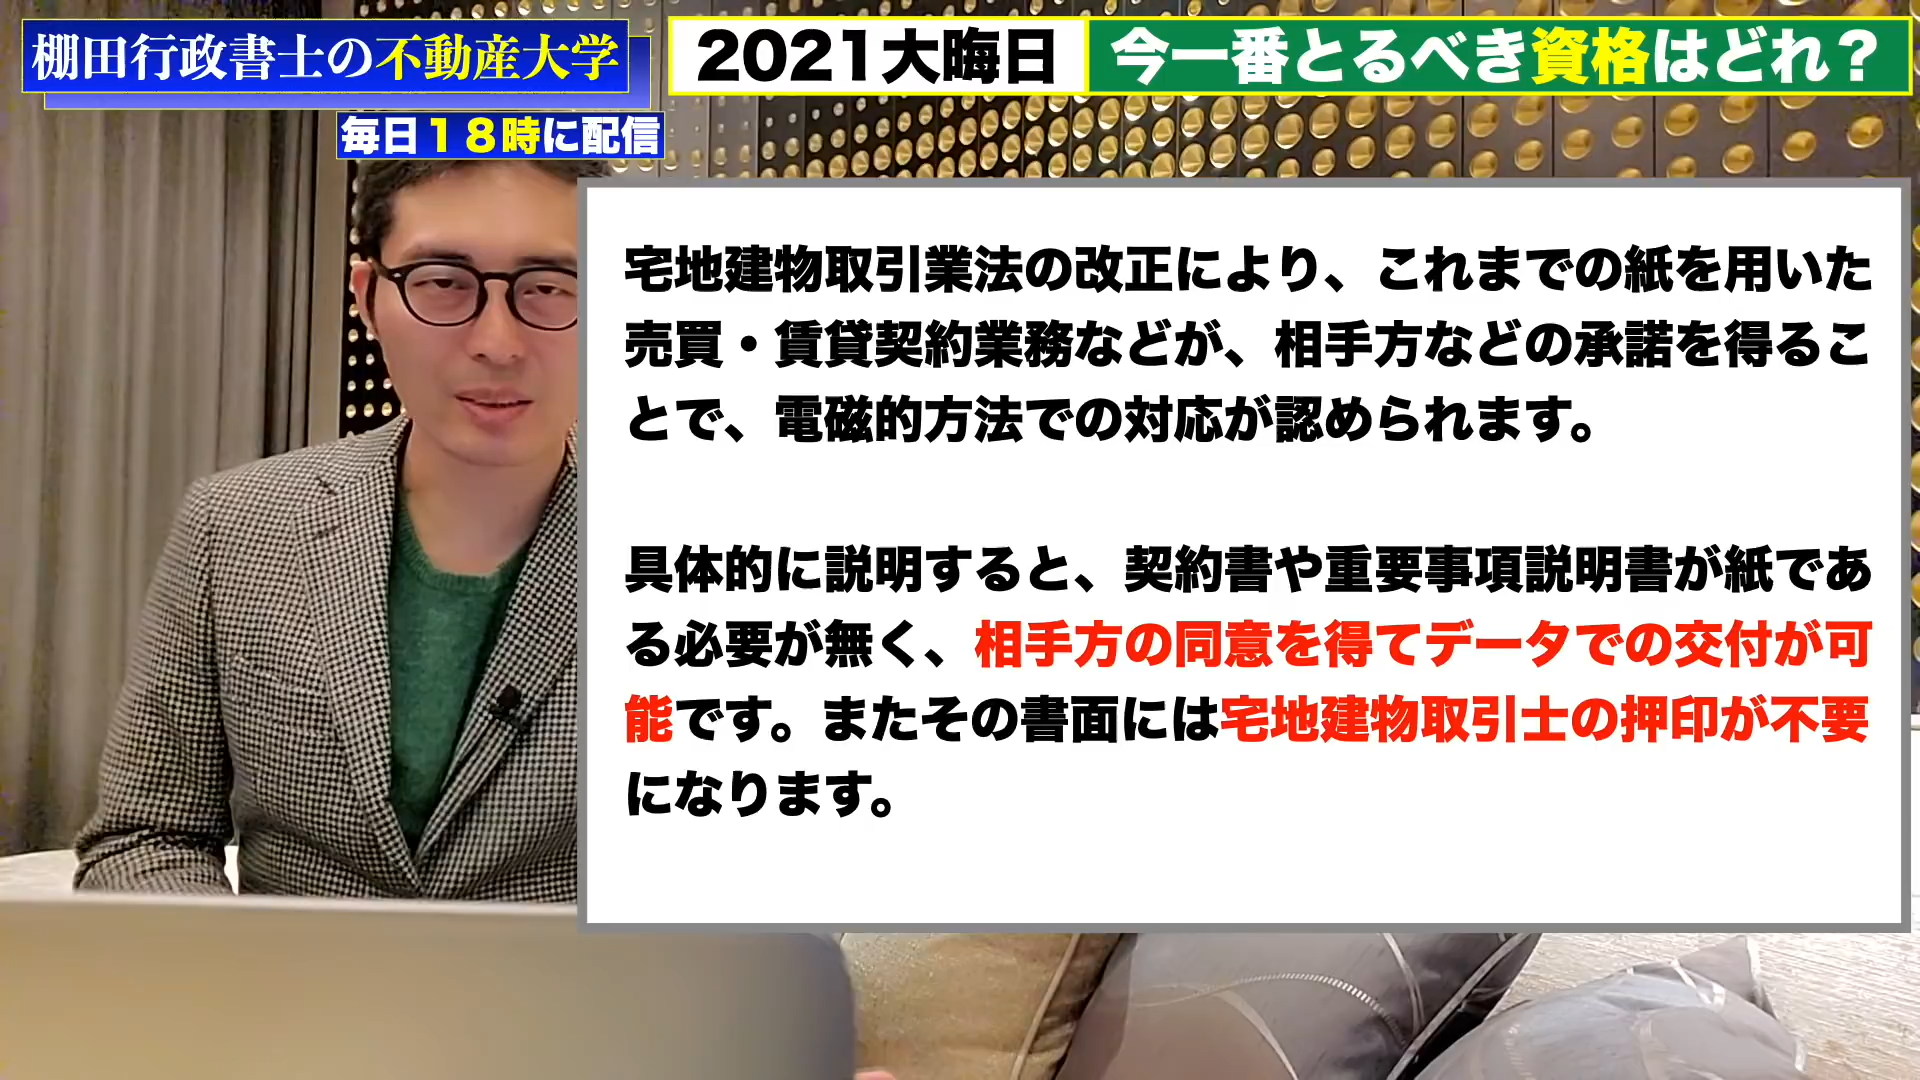 棚田行政書士の不動産大学
毎日18時に配信
2021大晦日
今一番とるべき資格はどれ？
宅地建物取引業法の改正により、これまでの紙を用いた
売買・賃貸契約業務などが、相手方などの承諾を得るこ
とで、電磁的方法での対応が認められます。
具体的に説明すると、契約書や重要事項説明書が紙であ
る必要が無く、相手方の同意を得てデータでの交付が可
能です。またその書面には宅地建物取引士の押印が不要
になります。